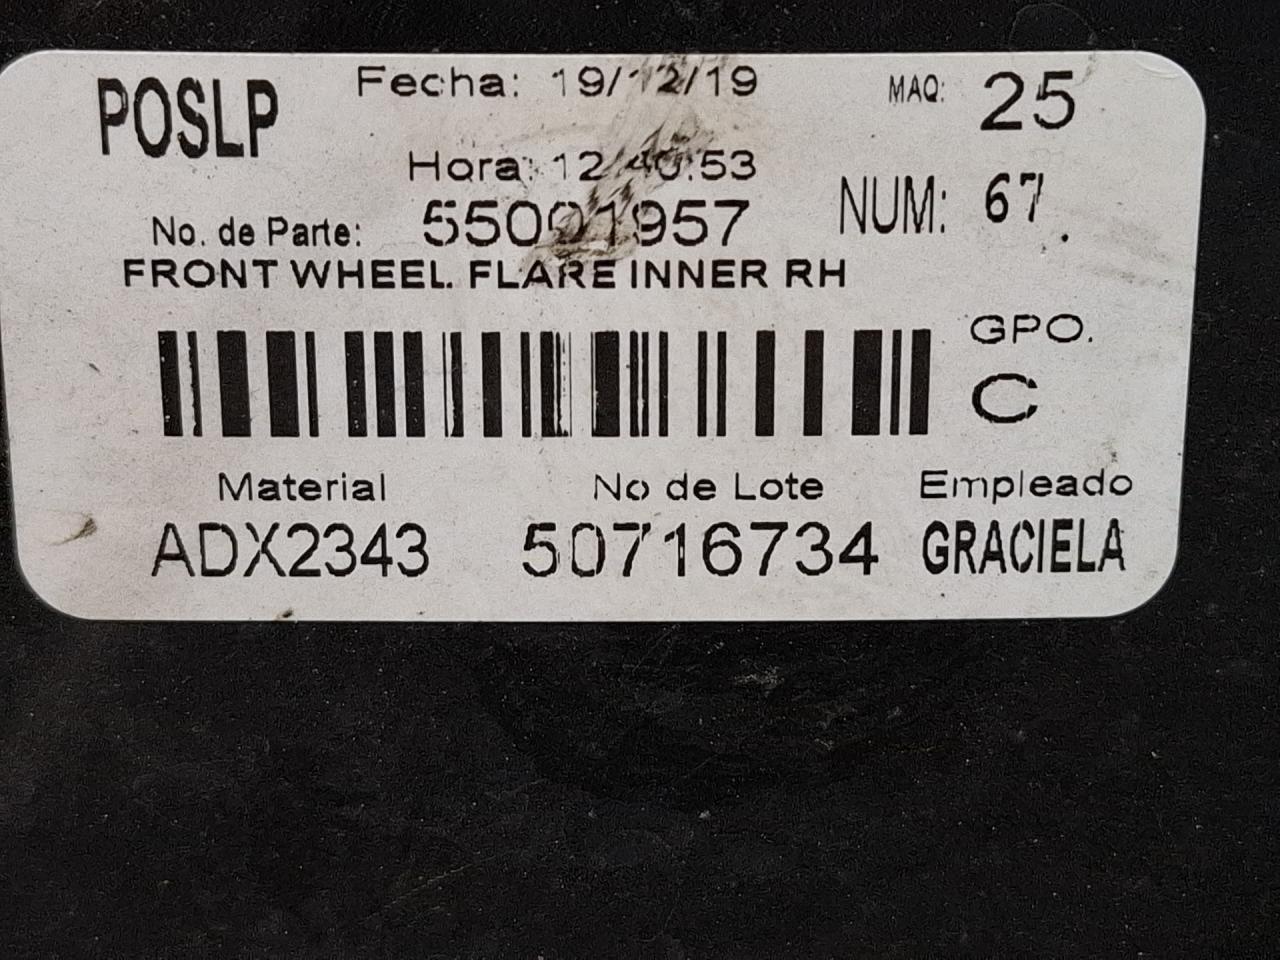 POSLP Fecha: 19/12/19 MAQ: 25
Hora: 12:40:53
No. de Parte: 55001957 NUM: 67
FRONT WHEEL FLARE INNER RH
GPO.
C
Material No de Lote Empleado
ADX2343 50716734 GRACIELA